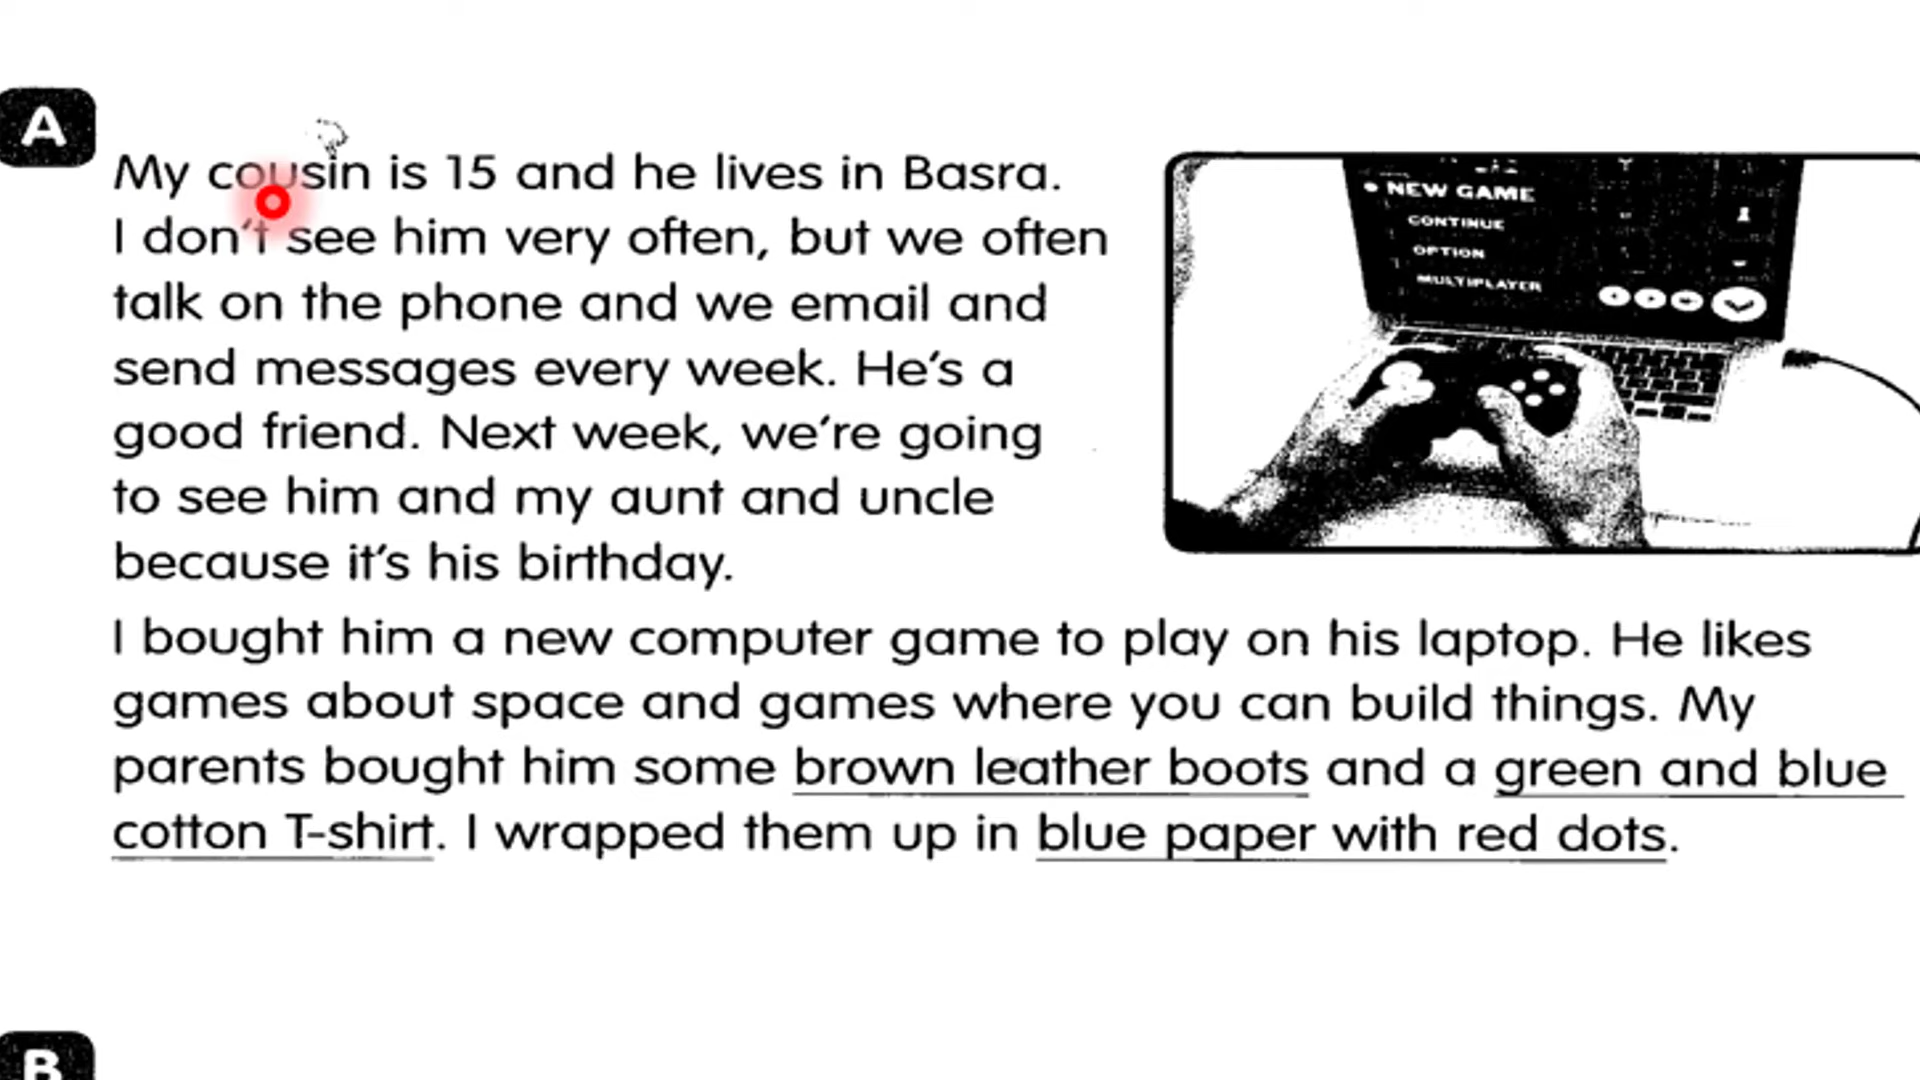 A
My cousin is 15 and he lives in Basra.
I don't see him very often, but we often
talk on the phone and we email and
send messages every week. He's a
good friend. Next week, we're going
to see him and my aunt and uncle
because it's his birthday.
NEW GAME
CONTINUE
OPTION
MULTIPLAYER
I bought him a new computer game to play on his laptop. He likes
games about space and games where you can build things. My
parents bought him some brown leather boots and a green and blue
cotton T-shirt. I wrapped them up in blue paper with red dots.
B